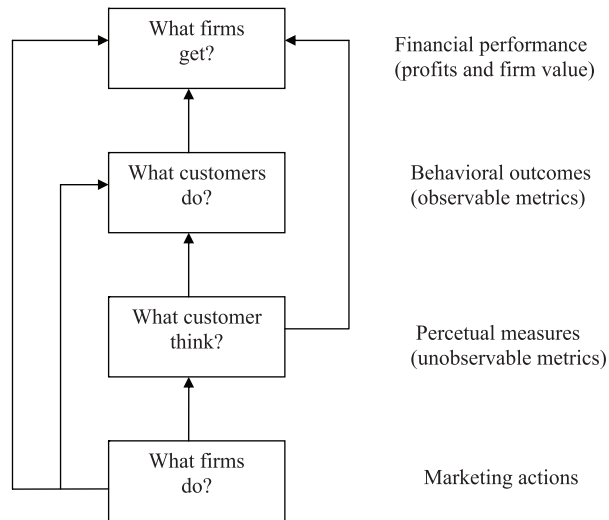 What firms
get?
Financial performance
(profits and firm value)
What customers
do?
Behavioral outcomes
(observable metrics)
What customer
think?
Percetual measures
(unobservable metrics)
What firms
do?
Marketing actions